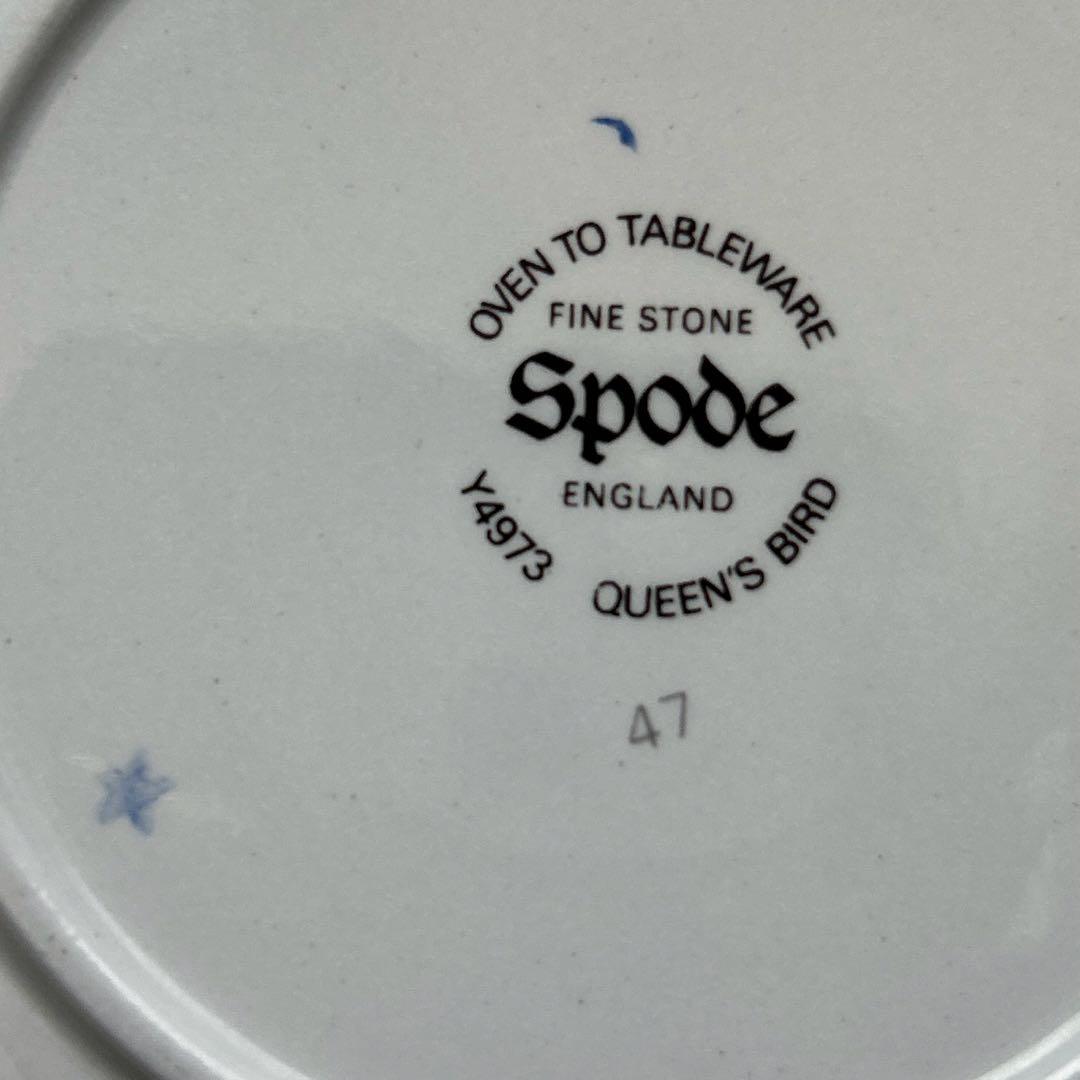 OVEN TO TABLEWARE
FINE STONE
Spode
ENGLAND
Y4973 QUEEN'S BIRD
47